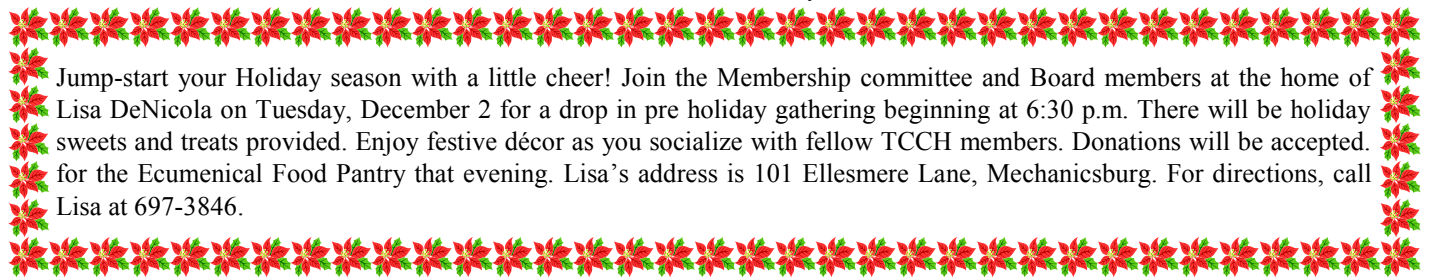 Jump-start your Holiday season with a little cheer! Join the Membership committee and Board members at the home of
Lisa DeNicola on Tuesday, December 2 for a drop in pre holiday gathering beginning at 6:30 p.m. There will be holiday
sweets and treats provided. Enjoy festive décor as you socialize with fellow TCCH members. Donations will be accepted.
for the Ecumenical Food Pantry that evening. Lisa’s address is 101 Ellesmere Lane, Mechanicsburg. For directions, call
Lisa at 697-3846.